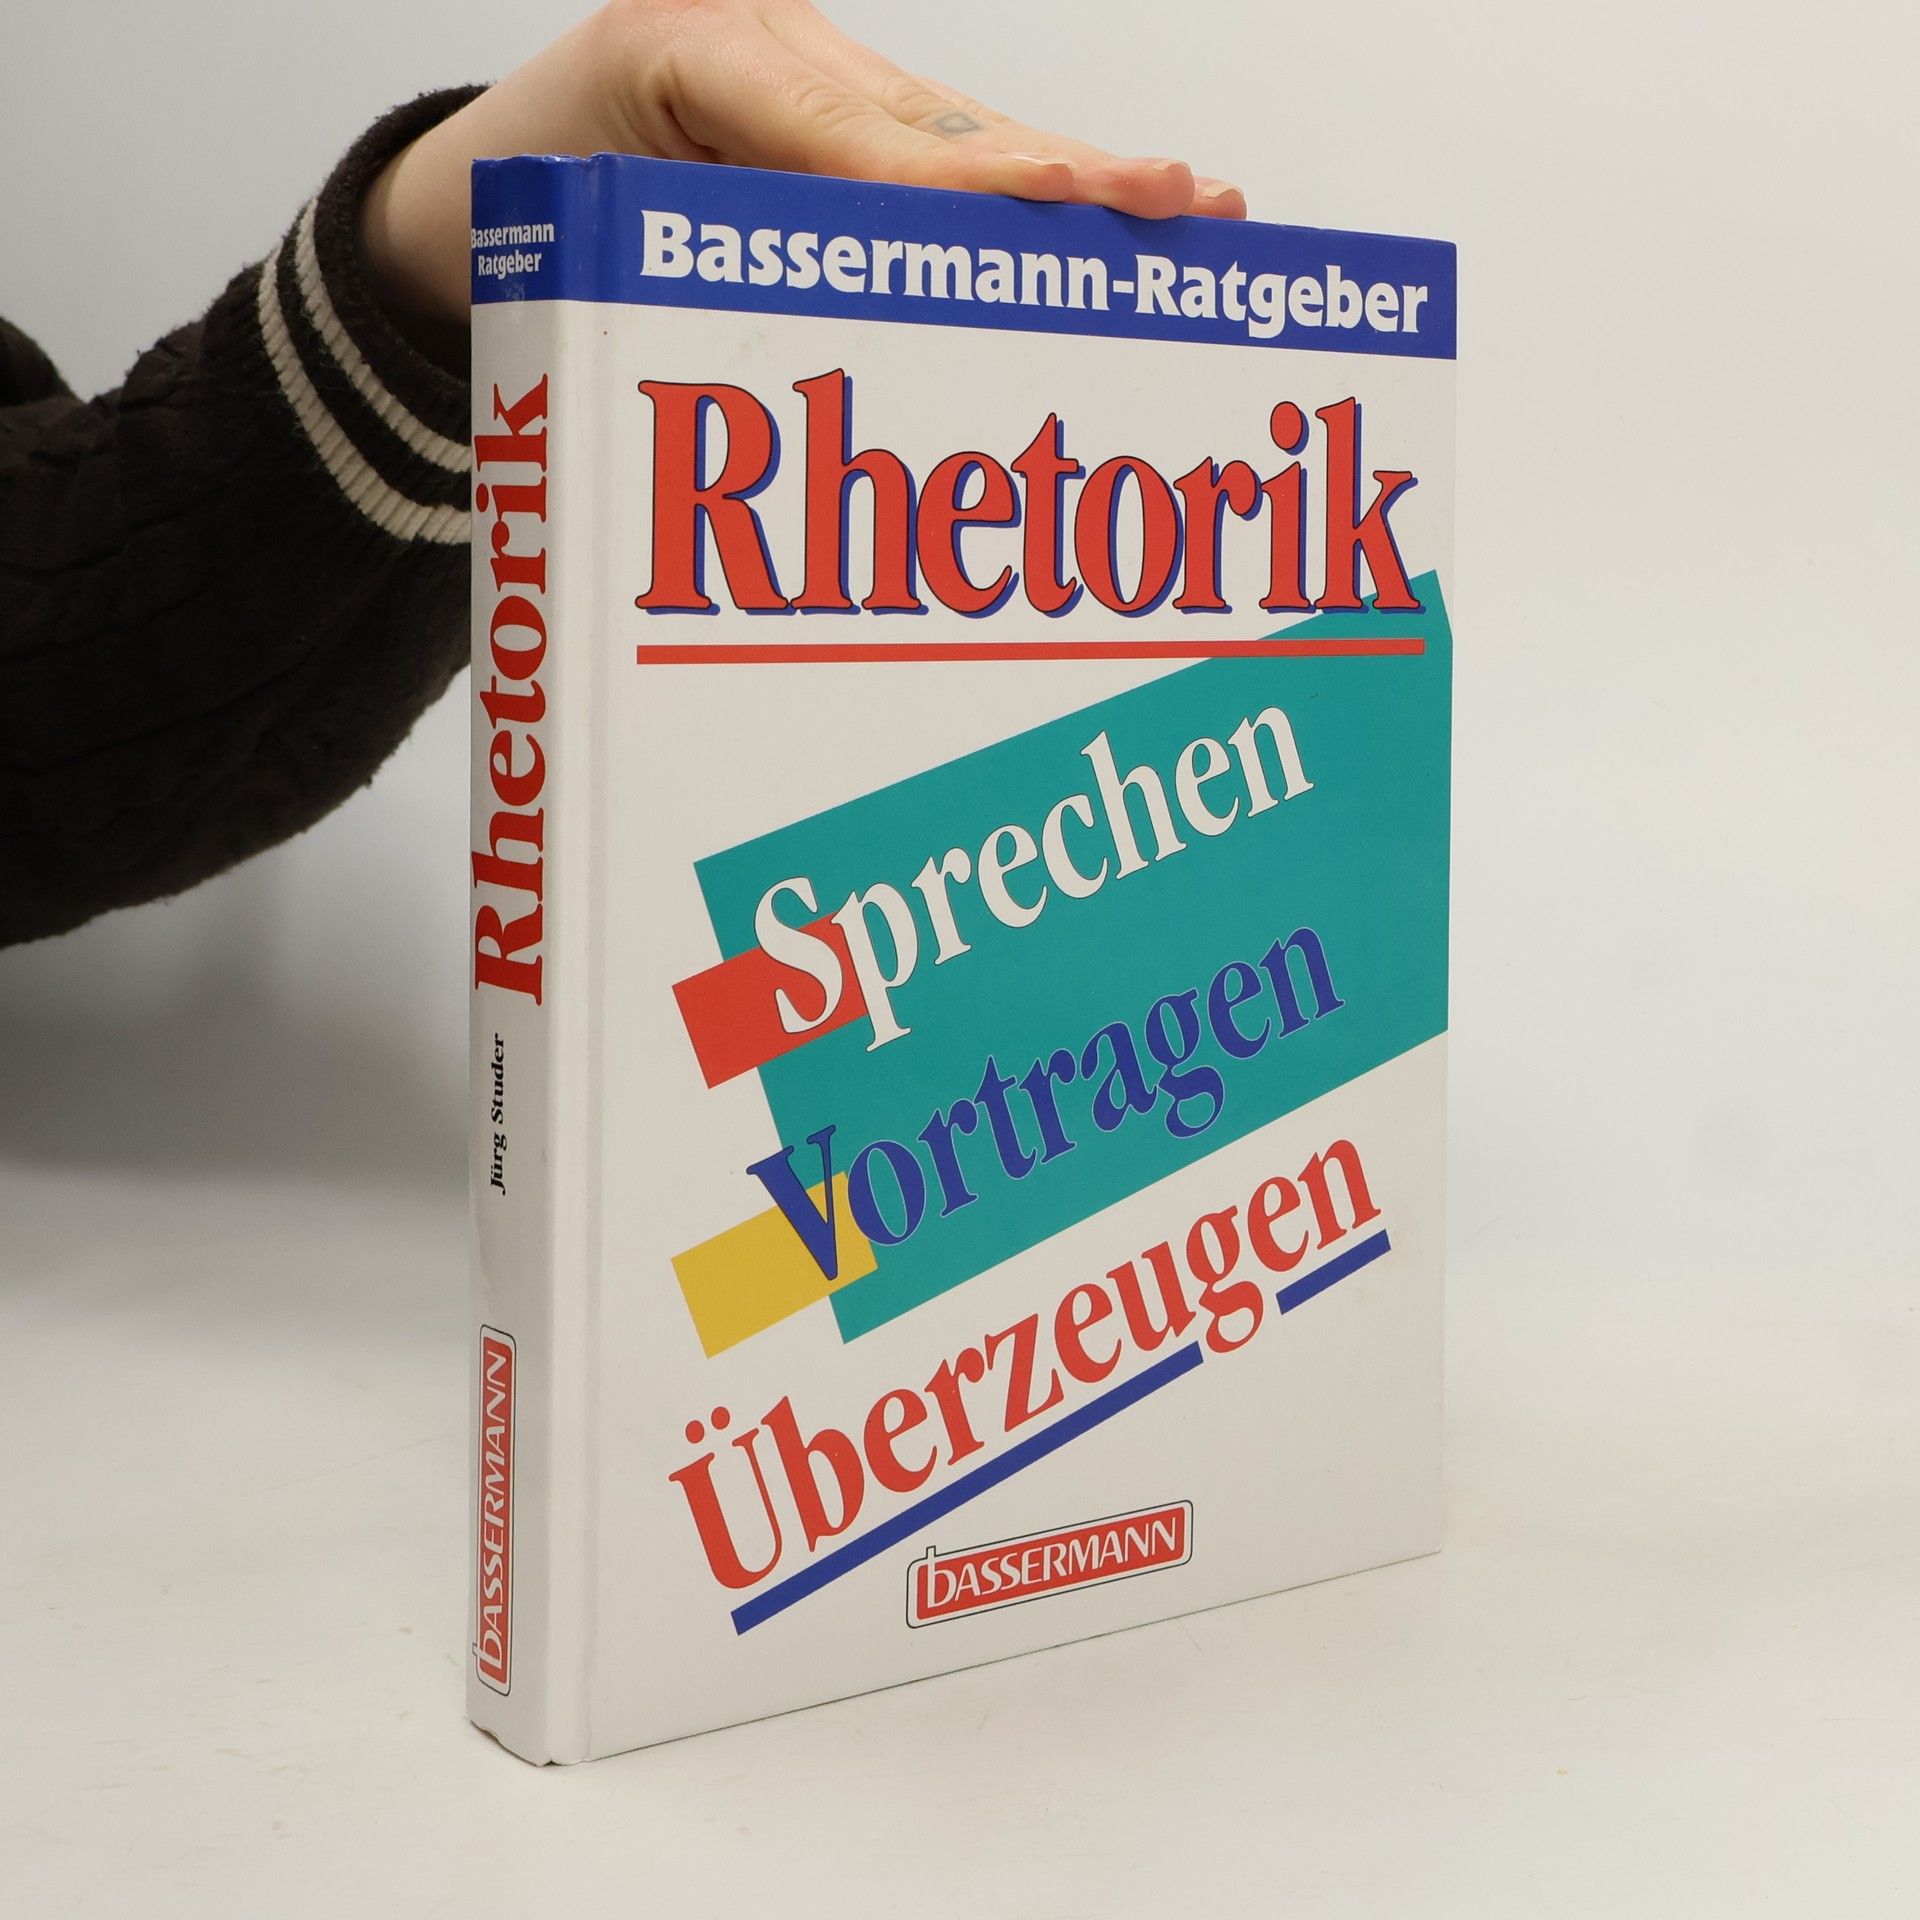 Bassermann
Ratgeber
Rhetorik
Jürg Studer
BASSERMANN
Bassermann-Ratgeber
Rhetorik
Sprechen
Vortragen
Überzeugen
bASSERMANN